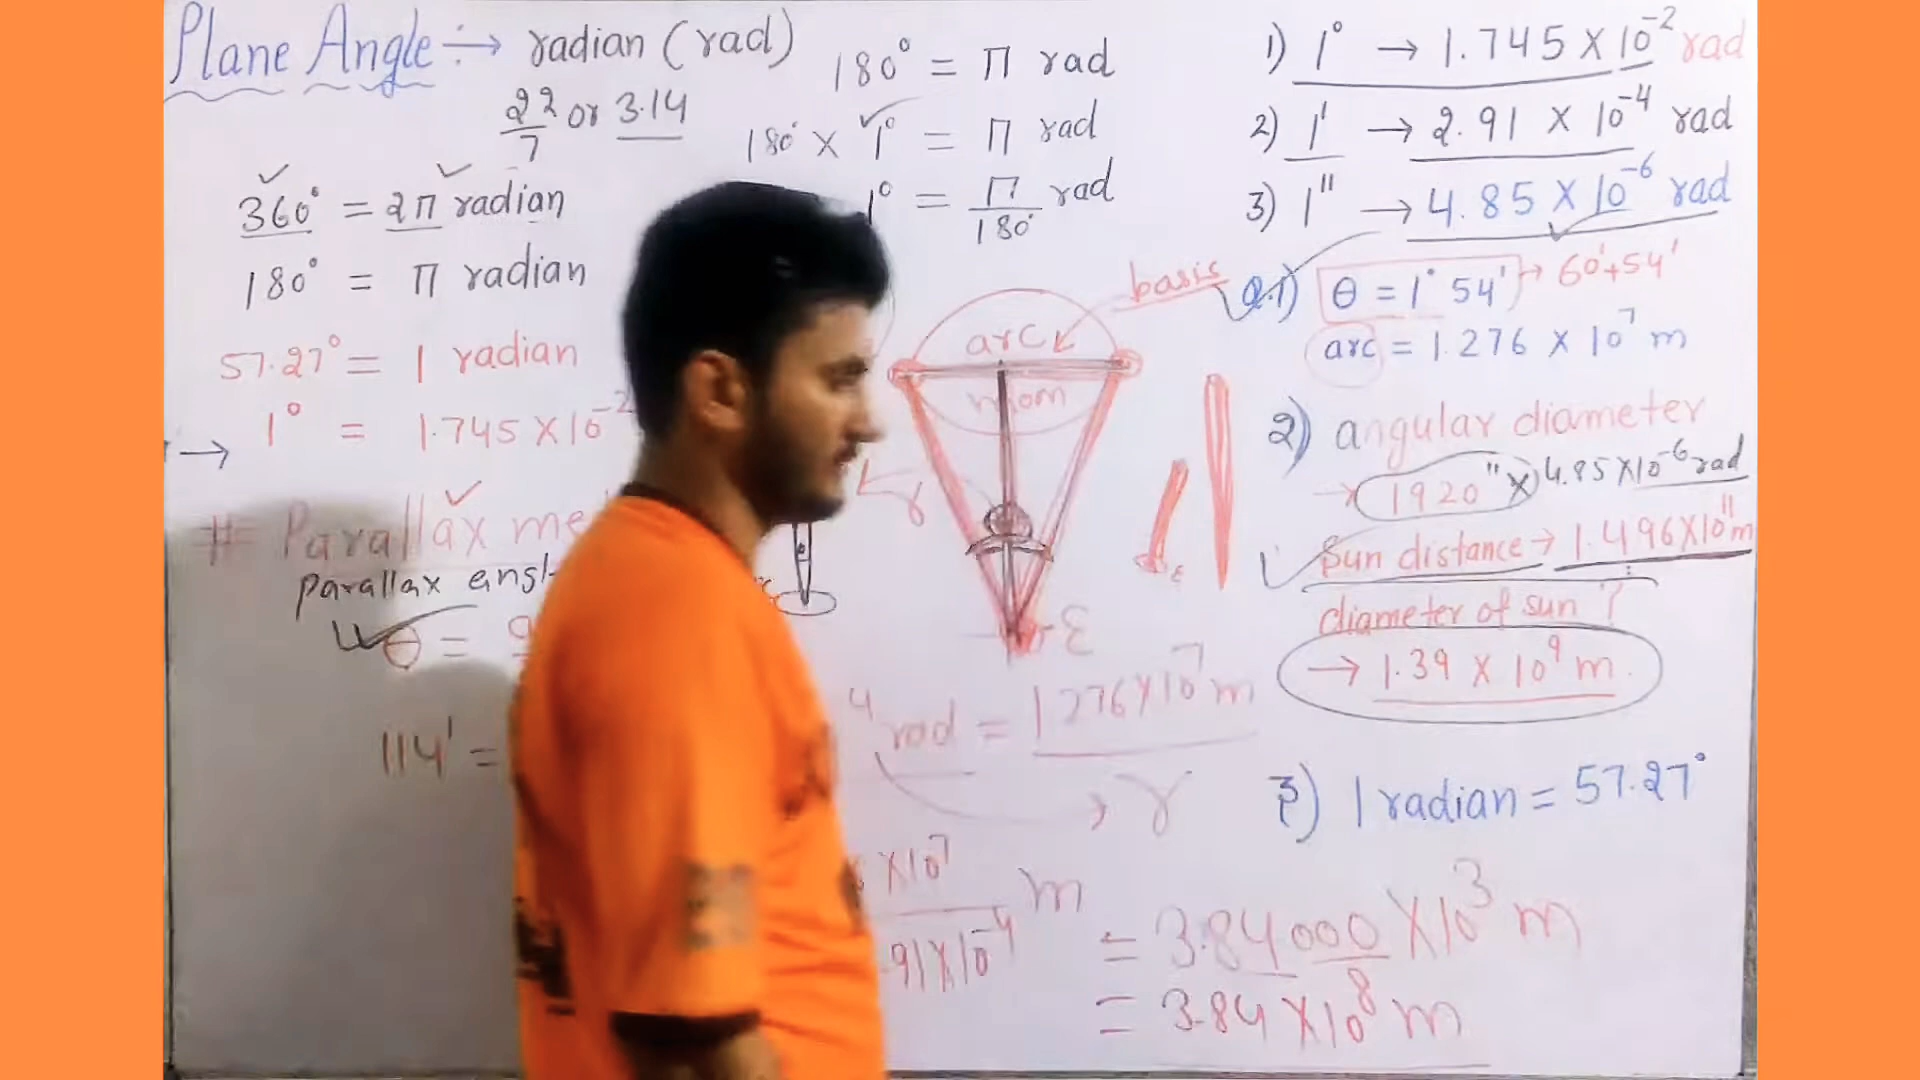 Plane Angle :→ radian (rad)
22/7 or 3.14
360° = 2π radian
180° = π radian
57.27° = 1 radian
1° = 1.745 × 10⁻²
180° = π rad
180 × 1° = π rad
1° = π/180 rad
1) 1° → 1.745 × 10⁻² rad
2) 1' → 2.91 × 10⁻⁴ rad
3) 1" → 4.85 × 10⁻⁶ rad
Q.1) θ = 1° 54' → 60'+54'
arc = 1.276 × 10⁷ m
2) angular diameter
→ 1920" × 4.85×10⁻⁶ rad
Sun distance → 1.496×10¹¹ m
diameter of sun ?
→ 1.39 × 10⁹ m
3) 1 radian = 57.27°
basis
arc
moon
r
E
# Parallax me
parallax angl
θ =
114' =
rad = 1.276×10⁷ m
r
×10⁷
91×10⁻⁴ m
= 3.84000 ×10³ m
= 3.84 ×10⁸ m